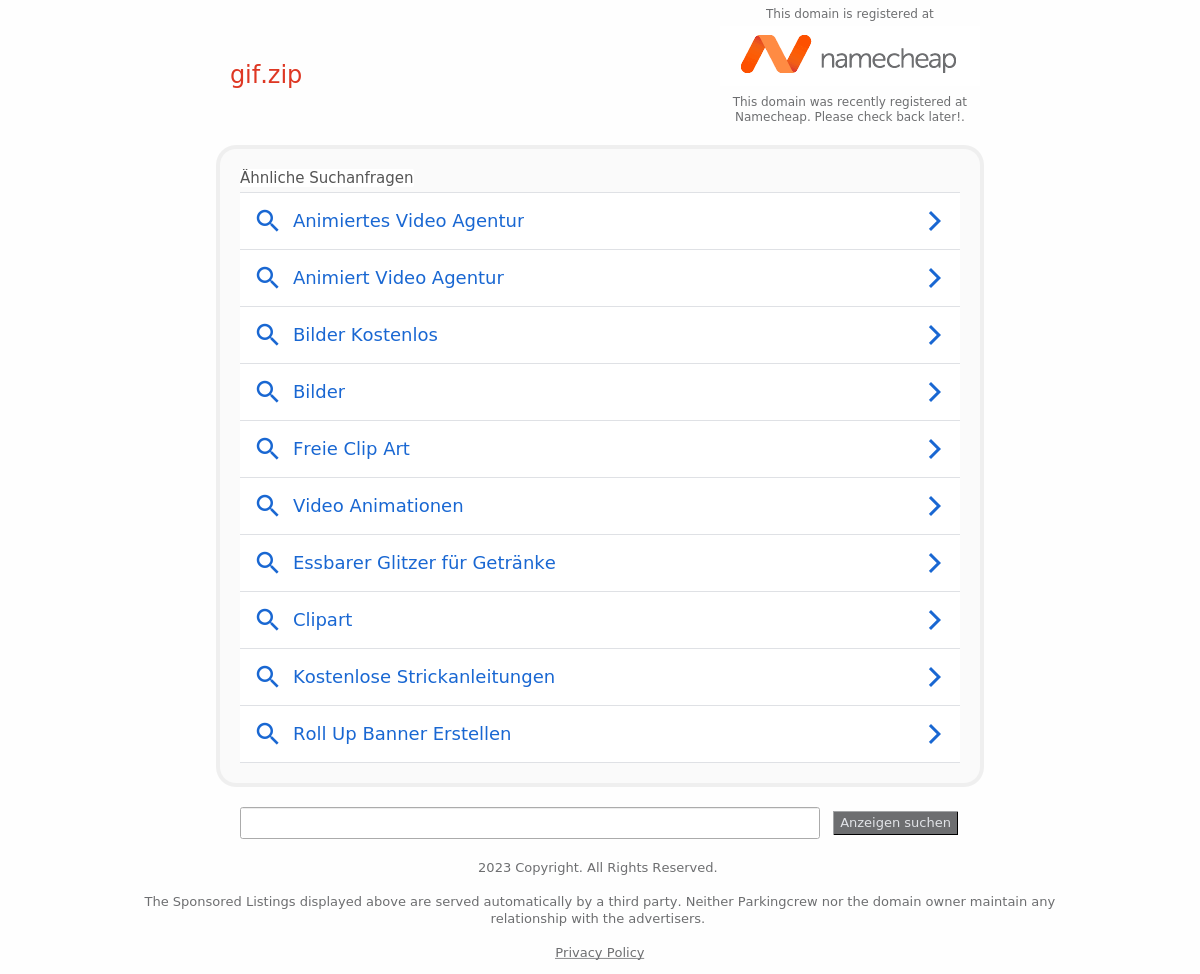 This domain is registered at
namecheap
gif.zip
This domain was recently registered at
Namecheap. Please check back later!.
Ähnliche Suchanfragen
Animiertes Video Agentur
Animiert Video Agentur
Bilder Kostenlos
Bilder
Freie Clip Art
Video Animationen
Essbarer Glitzer für Getränke
Clipart
Kostenlose Strickanleitungen
Roll Up Banner Erstellen
Anzeigen suchen
2023 Copyright. All Rights Reserved.
The Sponsored Listings displayed above are served automatically by a third party. Neither Parkingcrew nor the domain owner maintain any
relationship with the advertisers.
Privacy Policy